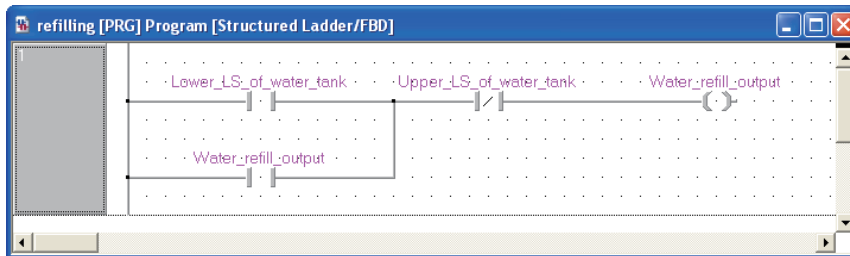 refilling [PRG] Program [Structured Ladder/FBD]
1
Lower_LS_of_water_tank Upper_LS_of_water_tank Water_refill_output
Water_refill_output